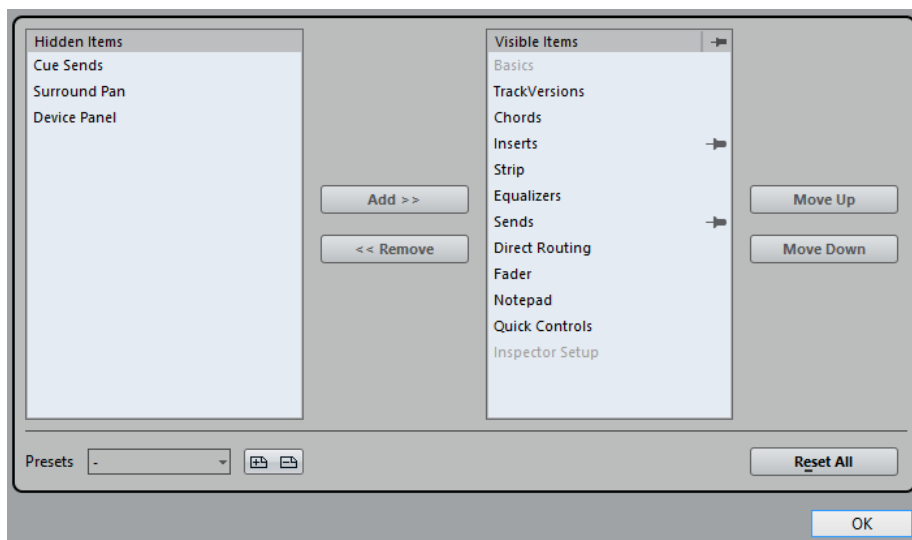 Hidden Items
Cue Sends
Surround Pan
Device Panel
Add >>
<< Remove
Visible Items
Basics
TrackVersions
Chords
Inserts
Strip
Equalizers
Sends
Direct Routing
Fader
Notepad
Quick Controls
Inspector Setup
Move Up
Move Down
Presets
-
Reset All
OK